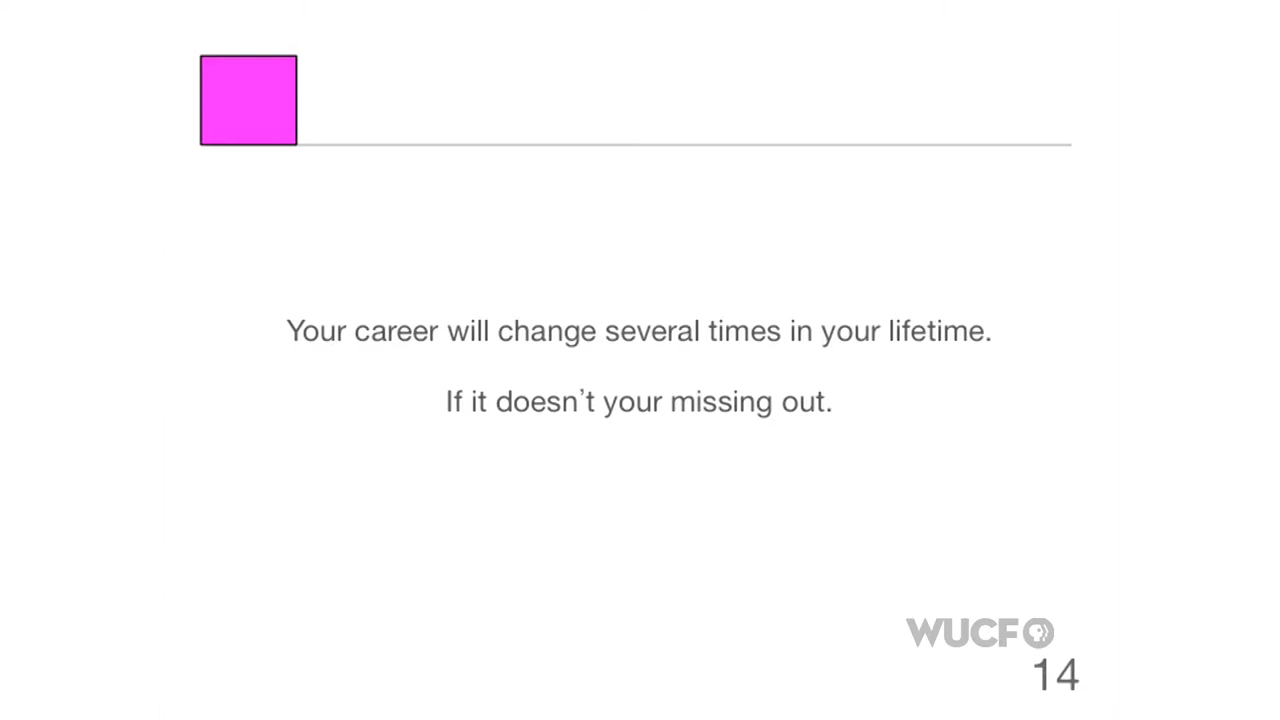 Your career will change several times in your lifetime.
If it doesn’t your missing out.
WUCF
14